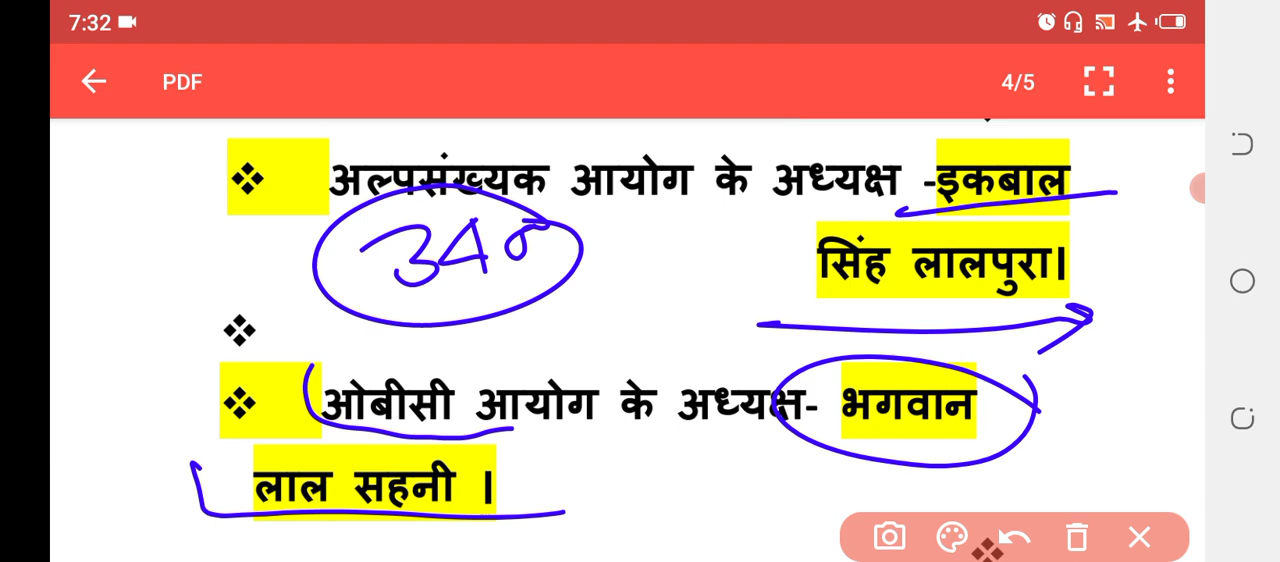 7:32
PDF
4/5
❖ अल्पसंख्यक आयोग के अध्यक्ष -इकबाल
सिंह लालपुरा।
340
❖
❖ ओबीसी आयोग के अध्यक्ष- भगवान
लाल सहनी ।
❖